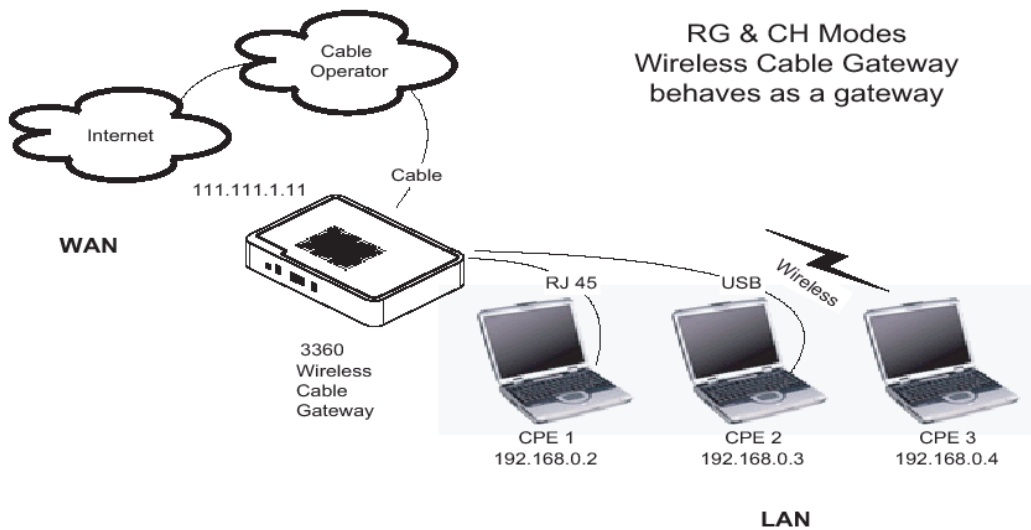 RG & CH Modes
Wireless Cable Gateway
behaves as a gateway
Cable
Operator
Internet
Cable
111.111.1.11
WAN
RJ 45
USB
Wireless
3360
Wireless
Cable
Gateway
CPE 1
192.168.0.2
CPE 2
192.168.0.3
CPE 3
192.168.0.4
LAN